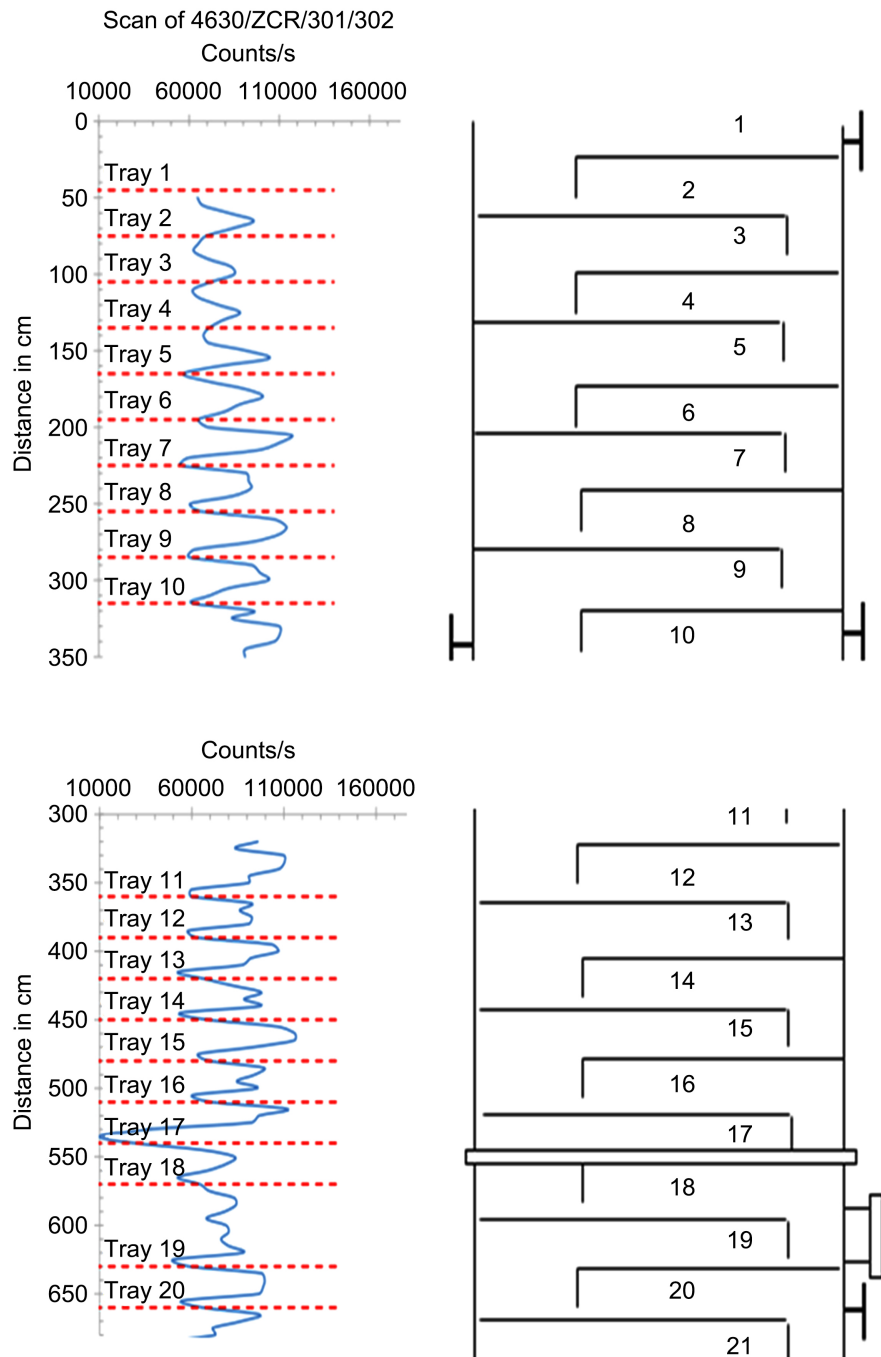 Scan of 4630/ZCR/301/302
Counts/s
10000 60000 110000 160000
0
Tray 1
50
Tray 2
Tray 3
100
Tray 4
150
Tray 5
Tray 6
200
Tray 7
Tray 8
250
Tray 9
300
Tray 10
350
Distance in cm
1
2
3
4
5
6
7
8
9
10
Counts/s
10000 60000 110000 160000
300
350
Tray 11
Tray 12
400
Tray 13
Tray 14
450
Tray 15
500
Tray 16
Tray 17
550
Tray 18
600
Tray 19
650
Tray 20
Distance in cm
11
12
13
14
15
16
17
18
19
20
21